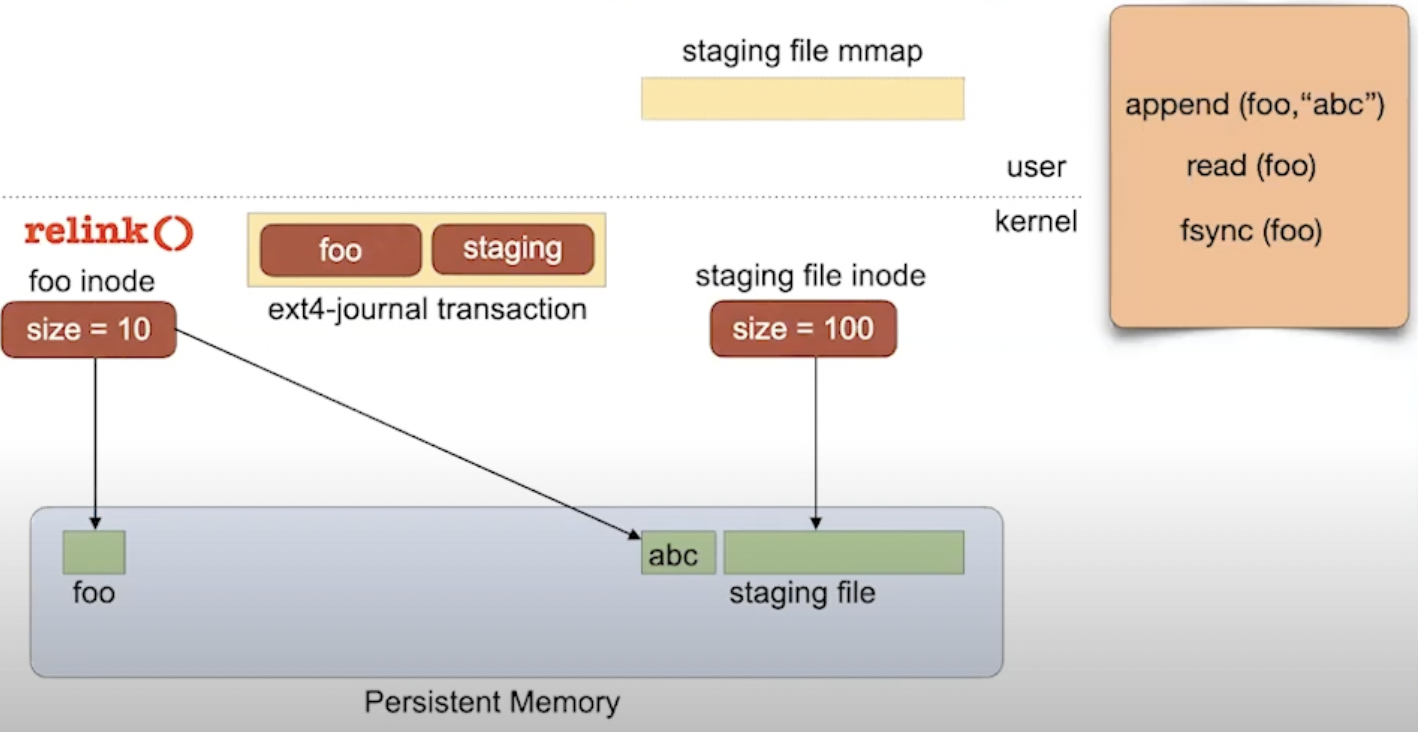 staging file mmap
append (foo,“abc”)
read (foo)
fsync (foo)
user
kernel
relink()
foo
staging
ext4-journal transaction
foo inode
size = 10
staging file inode
size = 100
abc
foo
staging file
Persistent Memory